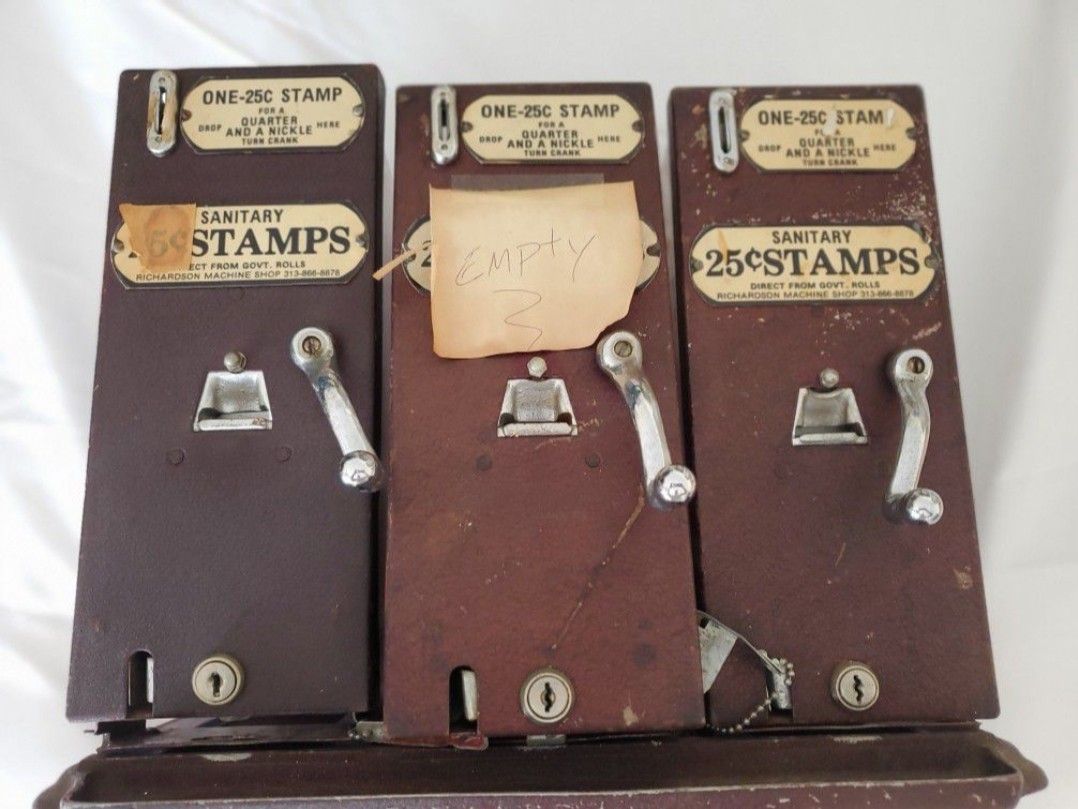 ONE-25C STAMP
FOR A
DROP QUARTER HERE
AND A NICKLE
TURN CRANK
SANITARY
5¢ STAMPS
ECT FROM GOVT. ROLLS
RICHARDSON MACHINE SHOP 313-866-8878
ONE-25C STAMP
FOR A
DROP QUARTER HERE
AND A NICKLE
TURN CRANK
2
EMPTY
ONE-25C STAM
DROP QUARTER HERE
AND A NICKLE
TURN CRANK
SANITARY
25¢ STAMPS
DIRECT FROM GOVT. ROLLS
RICHARDSON MACHINE SHOP 313-866-8878